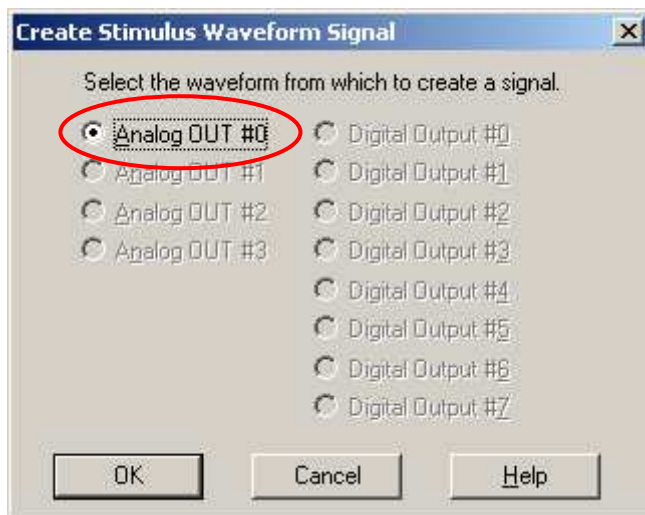 Create Stimulus Waveform Signal
Select the waveform from which to create a signal.
Analog OUT #0
Analog OUT #1
Analog OUT #2
Analog OUT #3
Digital Output #0
Digital Output #1
Digital Output #2
Digital Output #3
Digital Output #4
Digital Output #5
Digital Output #6
Digital Output #7
OK
Cancel
Help